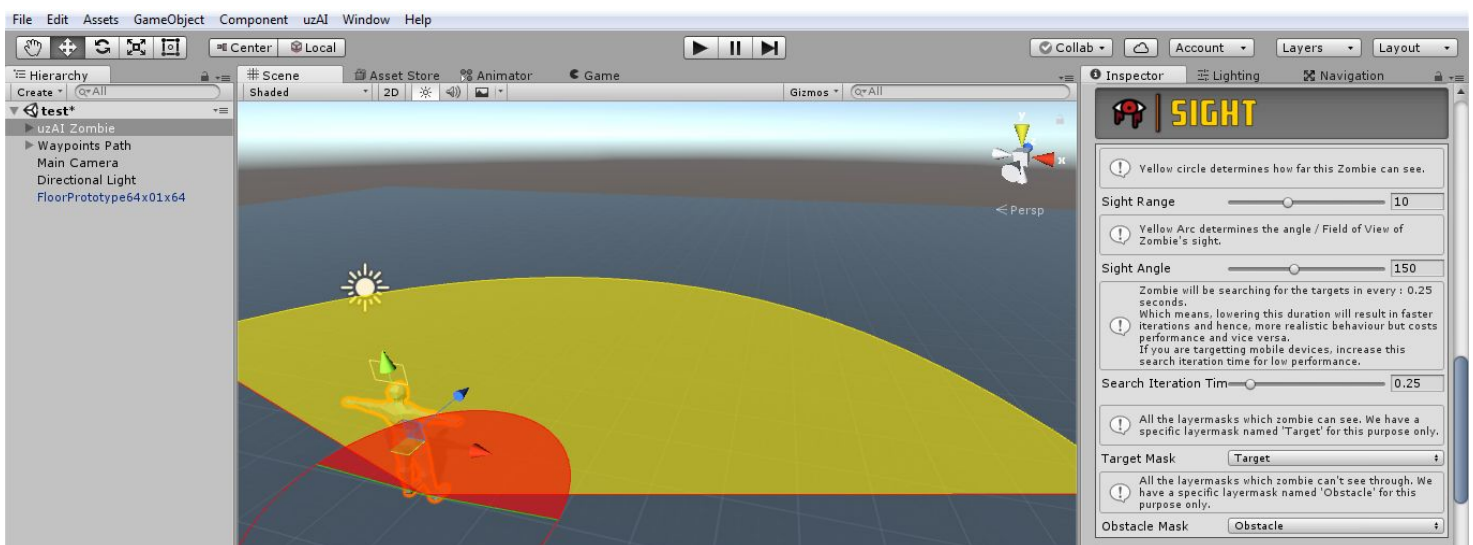 File Edit Assets GameObject Component uzAI Window Help
Center Local Collab Account Layers Layout
Hierarchy
Create All
test*
uzAI Zombie
Waypoints Path
Main Camera
Directional Light
FloorPrototype64x01x64
Scene Asset Store Animator Game
Shaded 2D Gizmos All
y
x
Persp
Inspector Lighting Navigation
SIGHT
Yellow circle determines how far this Zombie can see.
Sight Range 10
Yellow Arc determines the angle / Field of View of
Zombie's sight.
Sight Angle 150
Zombie will be searching for the targets in every : 0.25
seconds.
Which means, lowering this duration will result in faster
iterations and hence, more realistic behaviour but costs
performance and vice versa.
If you are targetting mobile devices, increase this
search iteration time for low performance.
Search Iteration Tim 0.25
All the layermasks which zombie can see. We have a
specific layermask named 'Target' for this purpose only.
Target Mask Target
All the layermasks which zombie can't see through. We
have a specific layermask named 'Obstacle' for this
purpose only.
Obstacle Mask Obstacle